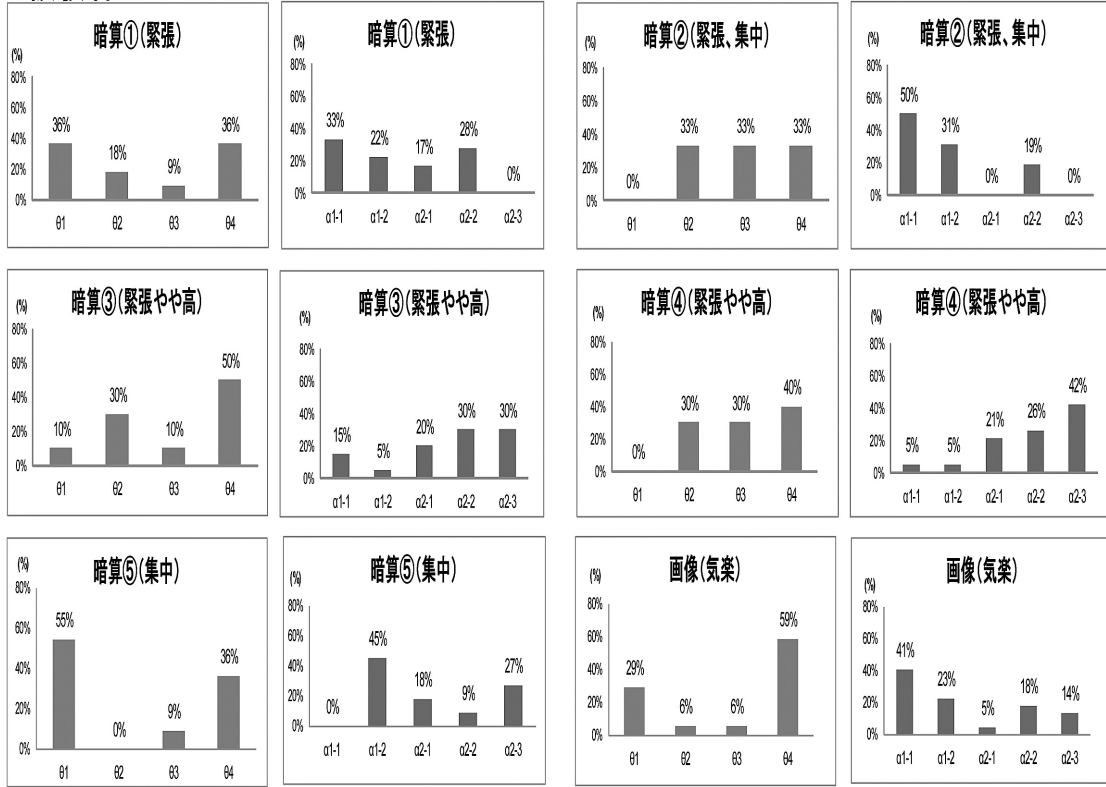 暗算①(緊張)
(%)
80%
60%
40%
20%
0%
36%
18%
9%
36%
θ1
θ2
θ3
θ4
暗算①(緊張)
(%)
80%
60%
40%
20%
0%
33%
22%
17%
28%
0%
α1-1
α1-2
α2-1
α2-2
α2-3
暗算②(緊張、集中)
(%)
80%
60%
40%
20%
0%
0%
33%
33%
33%
θ1
θ2
θ3
θ4
暗算②(緊張、集中)
(%)
80%
60%
40%
20%
0%
50%
31%
0%
19%
0%
α1-1
α1-2
α2-1
α2-2
α2-3
暗算③(緊張やや高)
(%)
80%
60%
40%
20%
0%
10%
30%
10%
50%
θ1
θ2
θ3
θ4
暗算③(緊張やや高)
(%)
80%
60%
40%
20%
0%
15%
5%
20%
30%
30%
α1-1
α1-2
α2-1
α2-2
α2-3
暗算④(緊張やや高)
(%)
80%
60%
40%
20%
0%
0%
30%
30%
40%
θ1
θ2
θ3
θ4
暗算④(緊張やや高)
(%)
80%
60%
40%
20%
0%
5%
5%
21%
26%
42%
α1-1
α1-2
α2-1
α2-2
α2-3
暗算⑤(集中)
(%)
80%
60%
40%
20%
0%
55%
0%
9%
36%
θ1
θ2
θ3
θ4
暗算⑤(集中)
(%)
80%
60%
40%
20%
0%
0%
45%
18%
9%
27%
α1-1
α1-2
α2-1
α2-2
α2-3
画像(気楽)
(%)
80%
60%
40%
20%
0%
29%
6%
6%
59%
θ1
θ2
θ3
θ4
画像(気楽)
(%)
80%
60%
40%
20%
0%
41%
23%
5%
18%
14%
α1-1
α1-2
α2-1
α2-2
α2-3